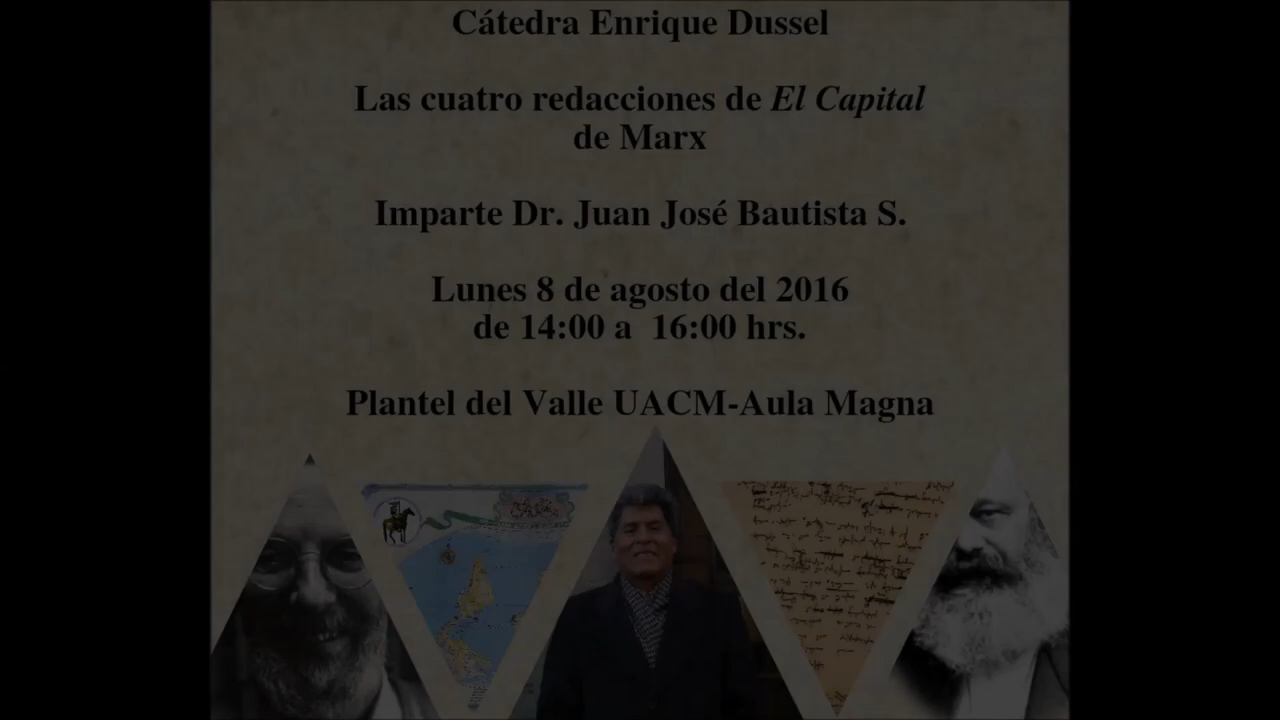 Cátedra Enrique Dussel
Las cuatro redacciones de El Capital
de Marx
Imparte Dr. Juan José Bautista S.
Lunes 8 de agosto del 2016
de 14:00 a 16:00 hrs.
Plantel del Valle UACM-Aula Magna